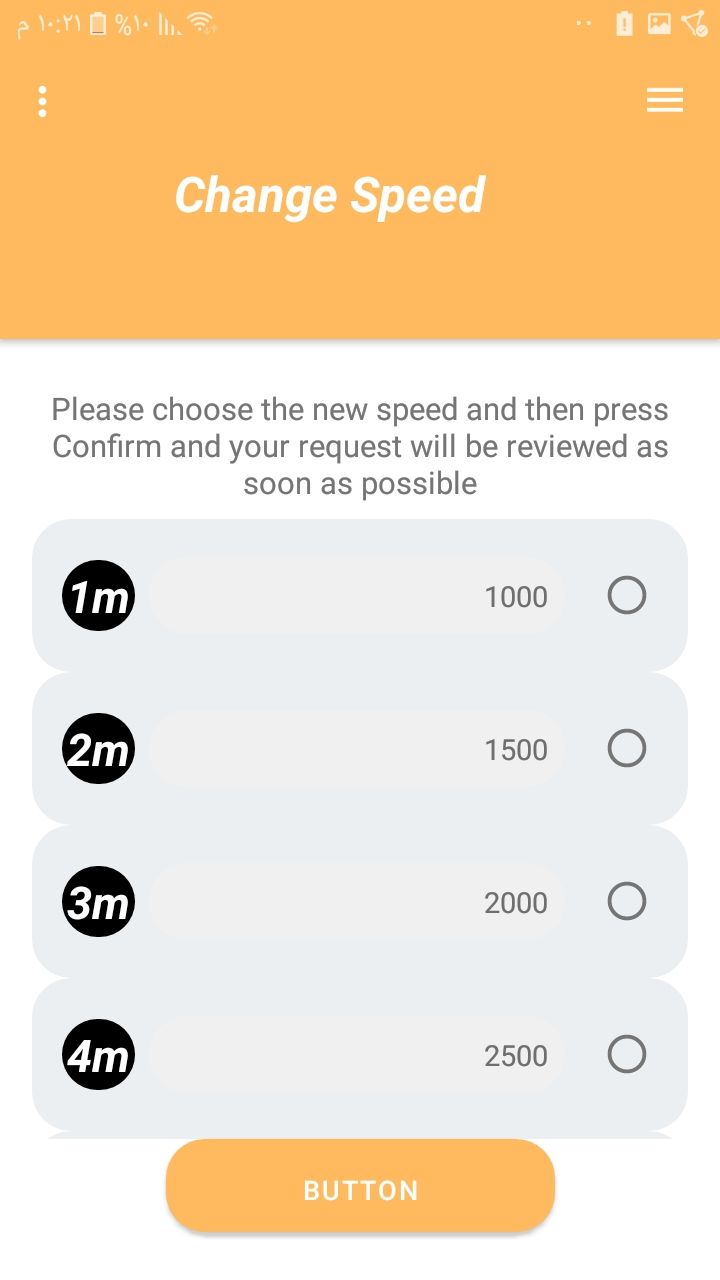 م ١٠:٢١ %١٠
Change Speed
Please choose the new speed and then press
Confirm and your request will be reviewed as
soon as possible
1m 1000
2m 1500
3m 2000
4m 2500
BUTTON